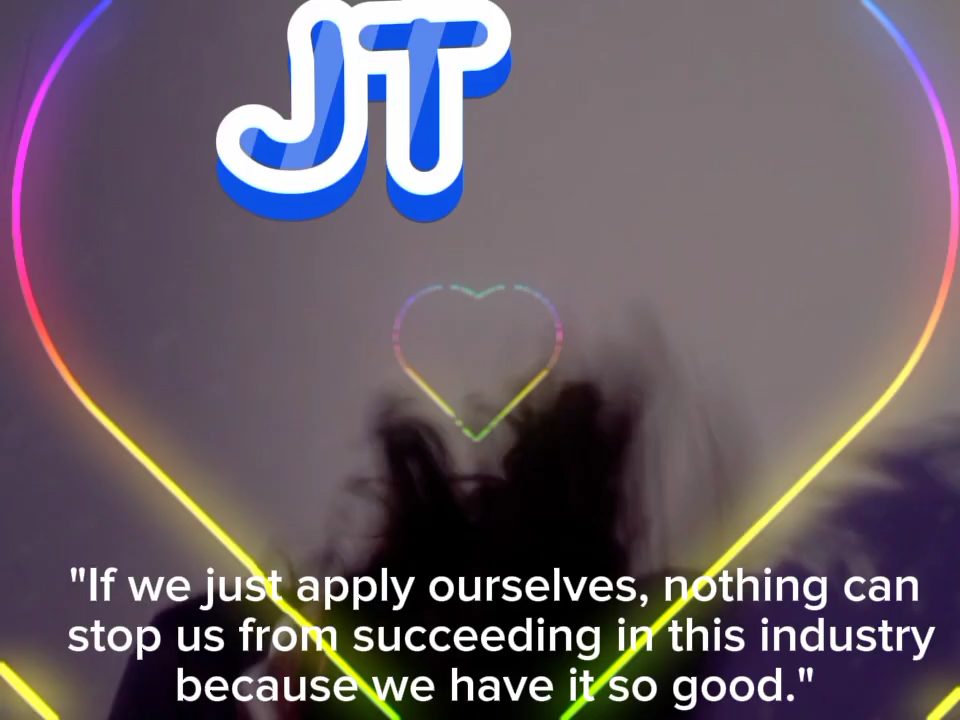 JT
"If we just apply ourselves, nothing can
stop us from succeeding in this industry
because we have it so good."